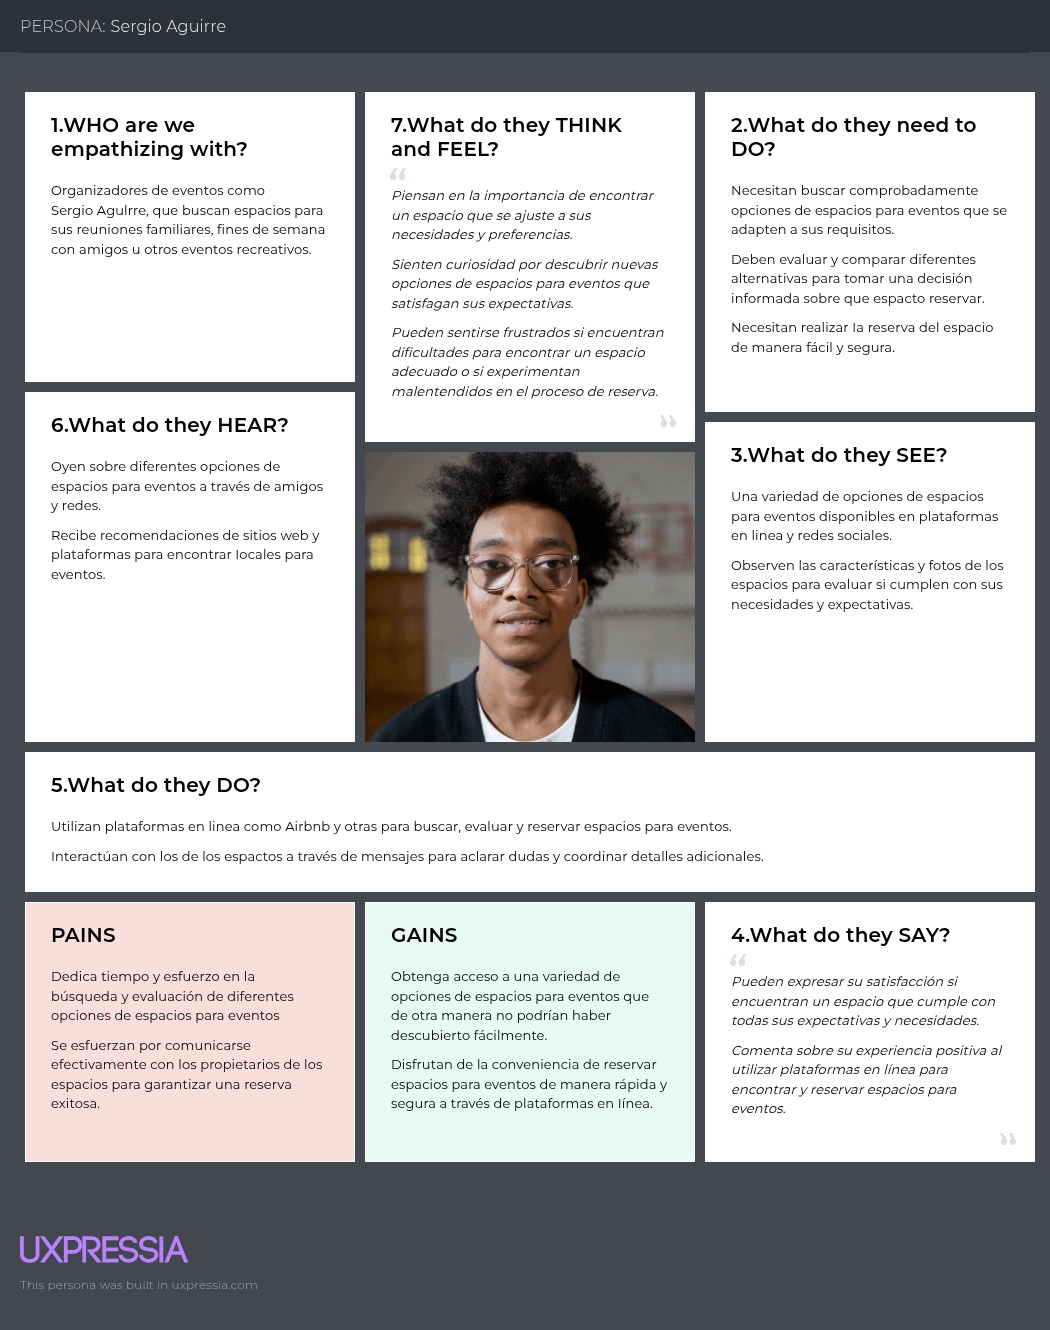 PERSONA: Sergio Aguirre
1.WHO are we
empathizing with?
Organizadores de eventos como
Sergio Agulrre, que buscan espacios para
sus reuniones familiares, fines de semana
con amigos u otros eventos recreativos.
7.What do they THINK
and FEEL?
“
Piensan en la importancia de encontrar
un espacio que se ajuste a sus
necesidades y preferencias.
Sienten curiosidad por descubrir nuevas
opciones de espacios para eventos que
satisfagan sus expectativas.
Pueden sentirse frustrados si encuentran
dificultades para encontrar un espacio
adecuado o si experimentan
malentendidos en el proceso de reserva.
”
2.What do they need to
DO?
Necesitan buscar comprobadamente
opciones de espacios para eventos que se
adapten a sus requisitos.
Deben evaluar y comparar diferentes
alternativas para tomar una decisión
informada sobre que espacto reservar.
Necesitan realizar Ia reserva del espacio
de manera fácil y segura.
6.What do they HEAR?
Oyen sobre diferentes opciones de
espacios para eventos a través de amigos
y redes.
Recibe recomendaciones de sitios web y
plataformas para encontrar Iocales para
eventos.
3.What do they SEE?
Una variedad de opciones de espacios
para eventos disponibles en plataformas
en linea y redes sociales.
Observen las características y fotos de los
espacios para evaluar si cumplen con sus
necesidades y expectativas.
5.What do they DO?
Utilizan plataformas en linea como Airbnb y otras para buscar, evaluar y reservar espacios para eventos.
Interactúan con los de los espactos a través de mensajes para aclarar dudas y coordinar detalles adicionales.
PAINS
Dedica tiempo y esfuerzo en la
búsqueda y evaluación de diferentes
opciones de espacios para eventos
Se esfuerzan por comunicarse
efectivamente con los propietarios de los
espacios para garantizar una reserva
exitosa.
GAINS
Obtenga acceso a una variedad de
opciones de espacios para eventos que
de otra manera no podrían haber
descubierto fácilmente.
Disfrutan de la conveniencia de reservar
espacios para eventos de manera rápida y
segura a través de plataformas en Iínea.
4.What do they SAY?
“
Pueden expresar su satisfacción si
encuentran un espacio que cumple con
todas sus expectativas y necesidades.
Comenta sobre su experiencia positiva al
utilizar plataformas en línea para
encontrar y reservar espacios para
eventos.
”
UXPRESSIA
This persona was built in uxpressia.com